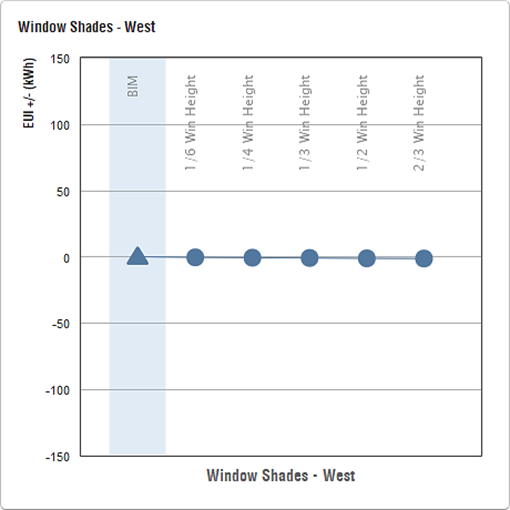 Window Shades - West
EUI +/- (kWh)
150
100
50
0
-50
-100
-150
BIM
1/6 Win Height
1/4 Win Height
1/3 Win Height
1/2 Win Height
2/3 Win Height
Window Shades - West